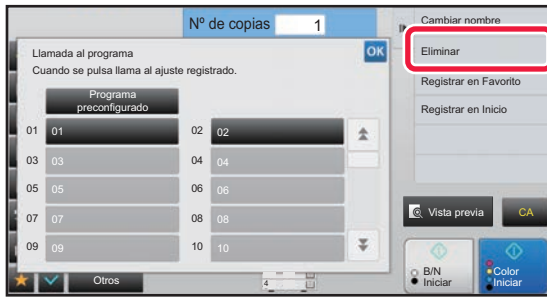 Nº de copias 1
Llamada al programa
OK
Cuando se pulsa llama al ajuste registrado.
Programa
preconfigurado
01 01
02 02
03 03
04 04
05 05
06 06
07 07
08 08
09 09
10 10
Otros
4
Cambiar nombre
Eliminar
Registrar en Favorito
Registrar en Inicio
Vista previa
CA
B/N
Iniciar
Color
Iniciar